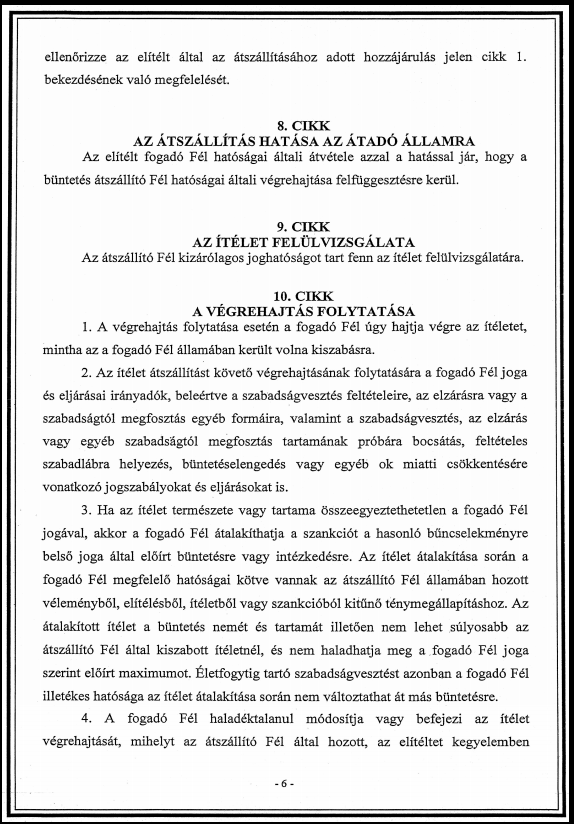 ellenőrizze az elítélt által az átszállításához adott hozzájárulás jelen cikk 1.
bekezdésének való megfelelését.
8. CIKK
AZ ÁTSZÁLLÍTÁS HATÁSA AZ ÁTADÓ ÁLLAMRA
Az elítélt fogadó Fél hatóságai általi átvétele azzal a hatással jár, hogy a
büntetés átszállító Fél hatóságai általi végrehajtása felfüggesztésre kerül.
9. CIKK
AZ ÍTÉLET FELÜLVIZSGÁLATA
Az átszállító Fél kizárólagos joghatóságot tart fenn az ítélet felülvizsgálatára.
10. CIKK
A VÉGREHAJTÁS FOLYTATÁSA
1. A végrehajtás folytatása esetén a fogadó Fél úgy hajtja végre az ítéletet,
mintha az a fogadó Fél államában került volna kiszabásra.
2. Az ítélet átszállítást követő végrehajtásának folytatására a fogadó Fél joga
és eljárásai irányadók, beleértve a szabadságvesztés feltételeire, az elzárásra vagy a
szabadságtól megfosztás egyéb formáira, valamint a szabadságvesztés, az elzárás
vagy egyéb szabadságtól megfosztás tartamának próbára bocsátás, feltételes
szabadlábra helyezés, büntetéselengedés vagy egyéb ok miatti csökkentésére
vonatkozó jogszabályokat és eljárásokat is.
3. Ha az ítélet természete vagy tartama összeegyeztethetetlen a fogadó Fél
jogával, akkor a fogadó Fél átalakíthatja a szankciót a hasonló bűncselekményre
belső joga által előírt büntetésre vagy intézkedésre. Az ítélet átalakítása során a
fogadó Fél megfelelő hatóságai kötve vannak az átszállító Fél államában hozott
véleményből, elítélésből, ítéletből vagy szankcióból kitűnő ténymegállapításhoz. Az
átalakított ítélet a büntetés nemét és tartamát illetően nem lehet súlyosabb az
átszállító Fél által kiszabott ítéletnél, és nem haladhatja meg a fogadó Fél joga
szerint előírt maximumot. Életfogytig tartó szabadságvesztést azonban a fogadó Fél
illetékes hatósága az ítélet átalakítása során nem változtathat át más büntetésre.
4. A fogadó Fél haladéktalanul módosítja vagy befejezi az ítélet
végrehajtását, mihelyt az átszállító Fél által hozott, az elítéltet kegyelemben
- 6 -